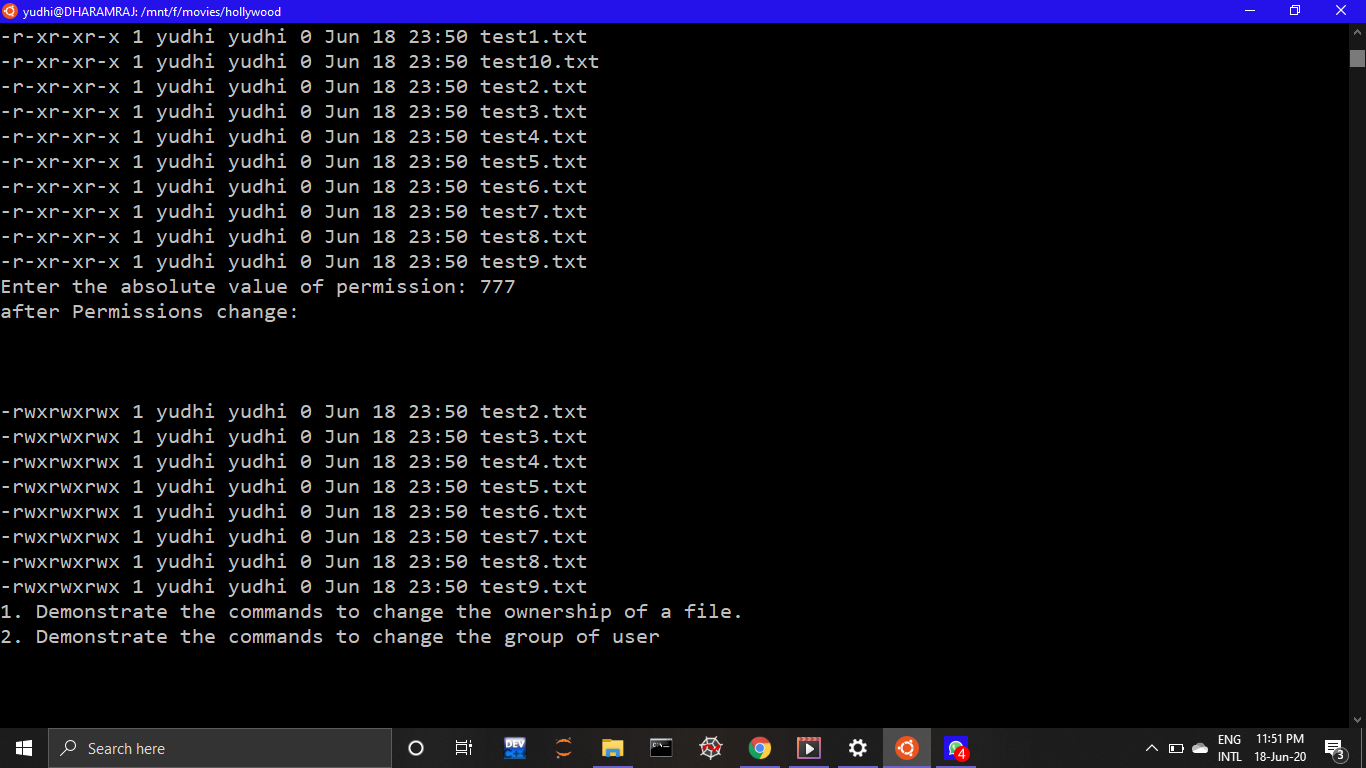 yudhi@DHARAMRAJ: /mnt/f/movies/hollywood
-r-xr-xr-x 1 yudhi yudhi 0 Jun 18 23:50 test1.txt
-r-xr-xr-x 1 yudhi yudhi 0 Jun 18 23:50 test10.txt
-r-xr-xr-x 1 yudhi yudhi 0 Jun 18 23:50 test2.txt
-r-xr-xr-x 1 yudhi yudhi 0 Jun 18 23:50 test3.txt
-r-xr-xr-x 1 yudhi yudhi 0 Jun 18 23:50 test4.txt
-r-xr-xr-x 1 yudhi yudhi 0 Jun 18 23:50 test5.txt
-r-xr-xr-x 1 yudhi yudhi 0 Jun 18 23:50 test6.txt
-r-xr-xr-x 1 yudhi yudhi 0 Jun 18 23:50 test7.txt
-r-xr-xr-x 1 yudhi yudhi 0 Jun 18 23:50 test8.txt
-r-xr-xr-x 1 yudhi yudhi 0 Jun 18 23:50 test9.txt
Enter the absolute value of permission: 777
after Permissions change:
-rwxrwxrwx 1 yudhi yudhi 0 Jun 18 23:50 test2.txt
-rwxrwxrwx 1 yudhi yudhi 0 Jun 18 23:50 test3.txt
-rwxrwxrwx 1 yudhi yudhi 0 Jun 18 23:50 test4.txt
-rwxrwxrwx 1 yudhi yudhi 0 Jun 18 23:50 test5.txt
-rwxrwxrwx 1 yudhi yudhi 0 Jun 18 23:50 test6.txt
-rwxrwxrwx 1 yudhi yudhi 0 Jun 18 23:50 test7.txt
-rwxrwxrwx 1 yudhi yudhi 0 Jun 18 23:50 test8.txt
-rwxrwxrwx 1 yudhi yudhi 0 Jun 18 23:50 test9.txt
1. Demonstrate the commands to change the ownership of a file.
2. Demonstrate the commands to change the group of user
Search here
DEV
4
ENG
INTL
11:51 PM
18-Jun-20
3